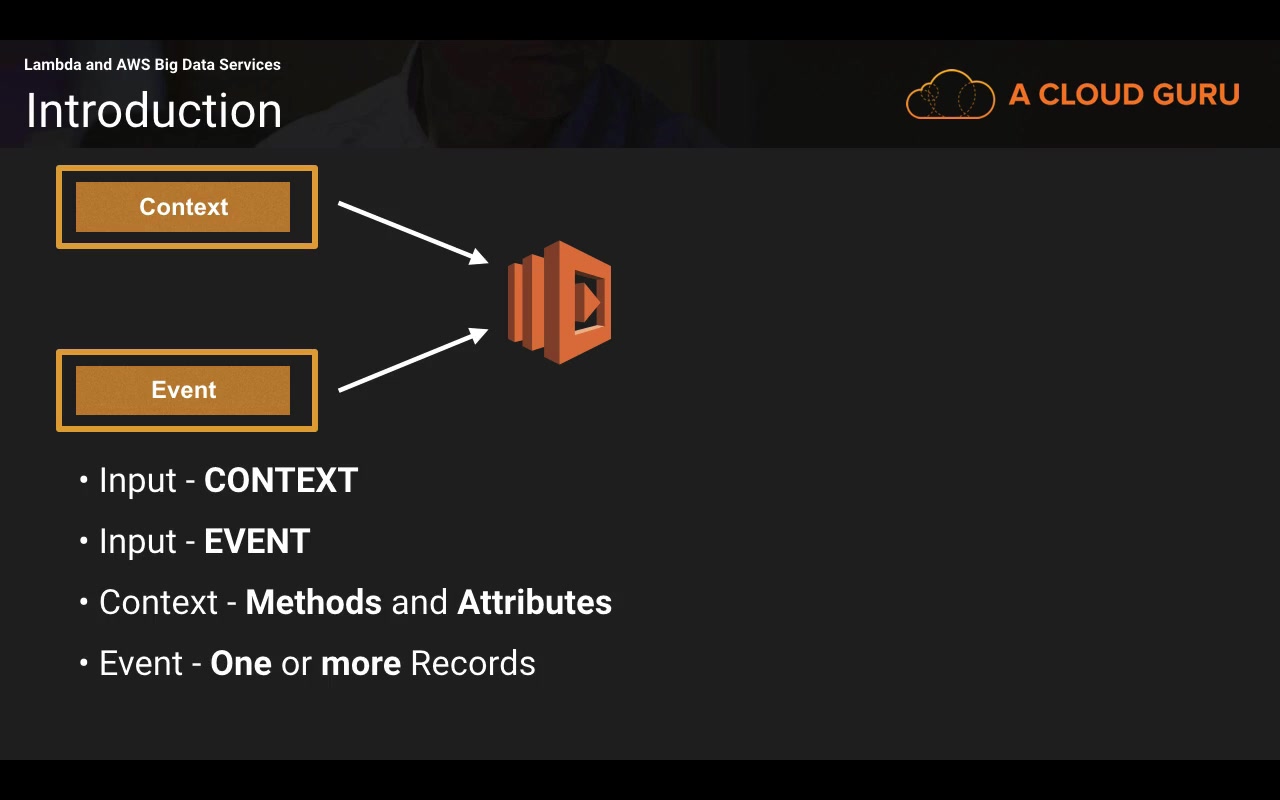 Lambda and AWS Big Data Services
Introduction
A CLOUD GURU
Context
Event
• Input - CONTEXT
• Input - EVENT
• Context - Methods and Attributes
• Event - One or more Records